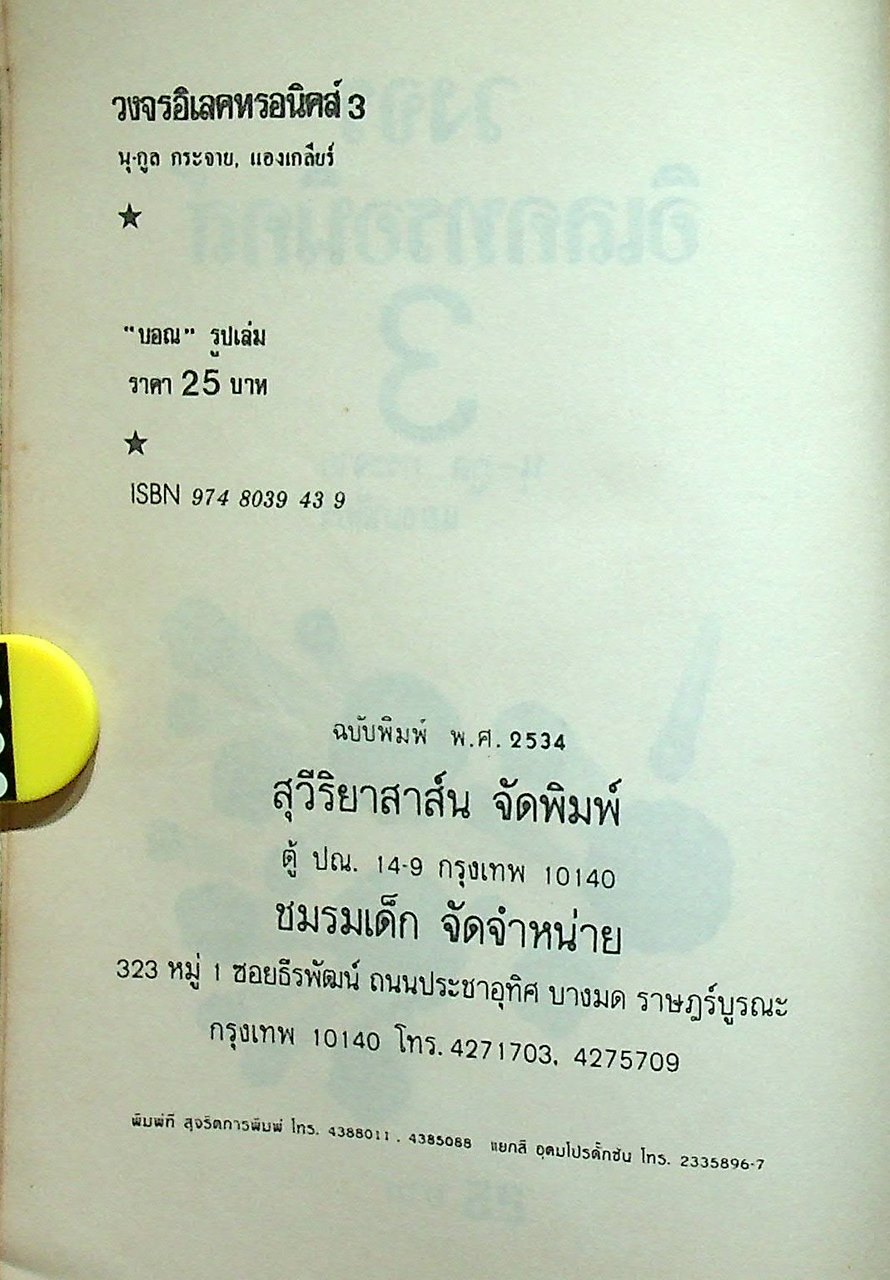 วงจรอิเลคทรอนิคส์ 3
นุ·กูล กระจาย, แองเกลียร์
★
"บอณ" รูปเล่ม
ราคา 25 บาท
★
ISBN 974 8039 43 9
ฉบับพิมพ์ พ.ศ. 2534
สุวีริยาสาส์น จัดพิมพ์
ตู้ ปณ. 14-9 กรุงเทพ 10140
ชมรมเด็ก จัดจำหน่าย
323 หมู่ 1 ซอยธีรพัฒน์ ถนนประชาอุทิศ บางมด ราษฎร์บูรณะ
กรุงเทพ 10140 โทร. 4271703, 4275709
พิมพ์ที่ สุจริตการพิมพ์ โทร. 4388011 , 4385088 แยกสี อุดมโปรดั๊กชัน โทร. 2335896-7